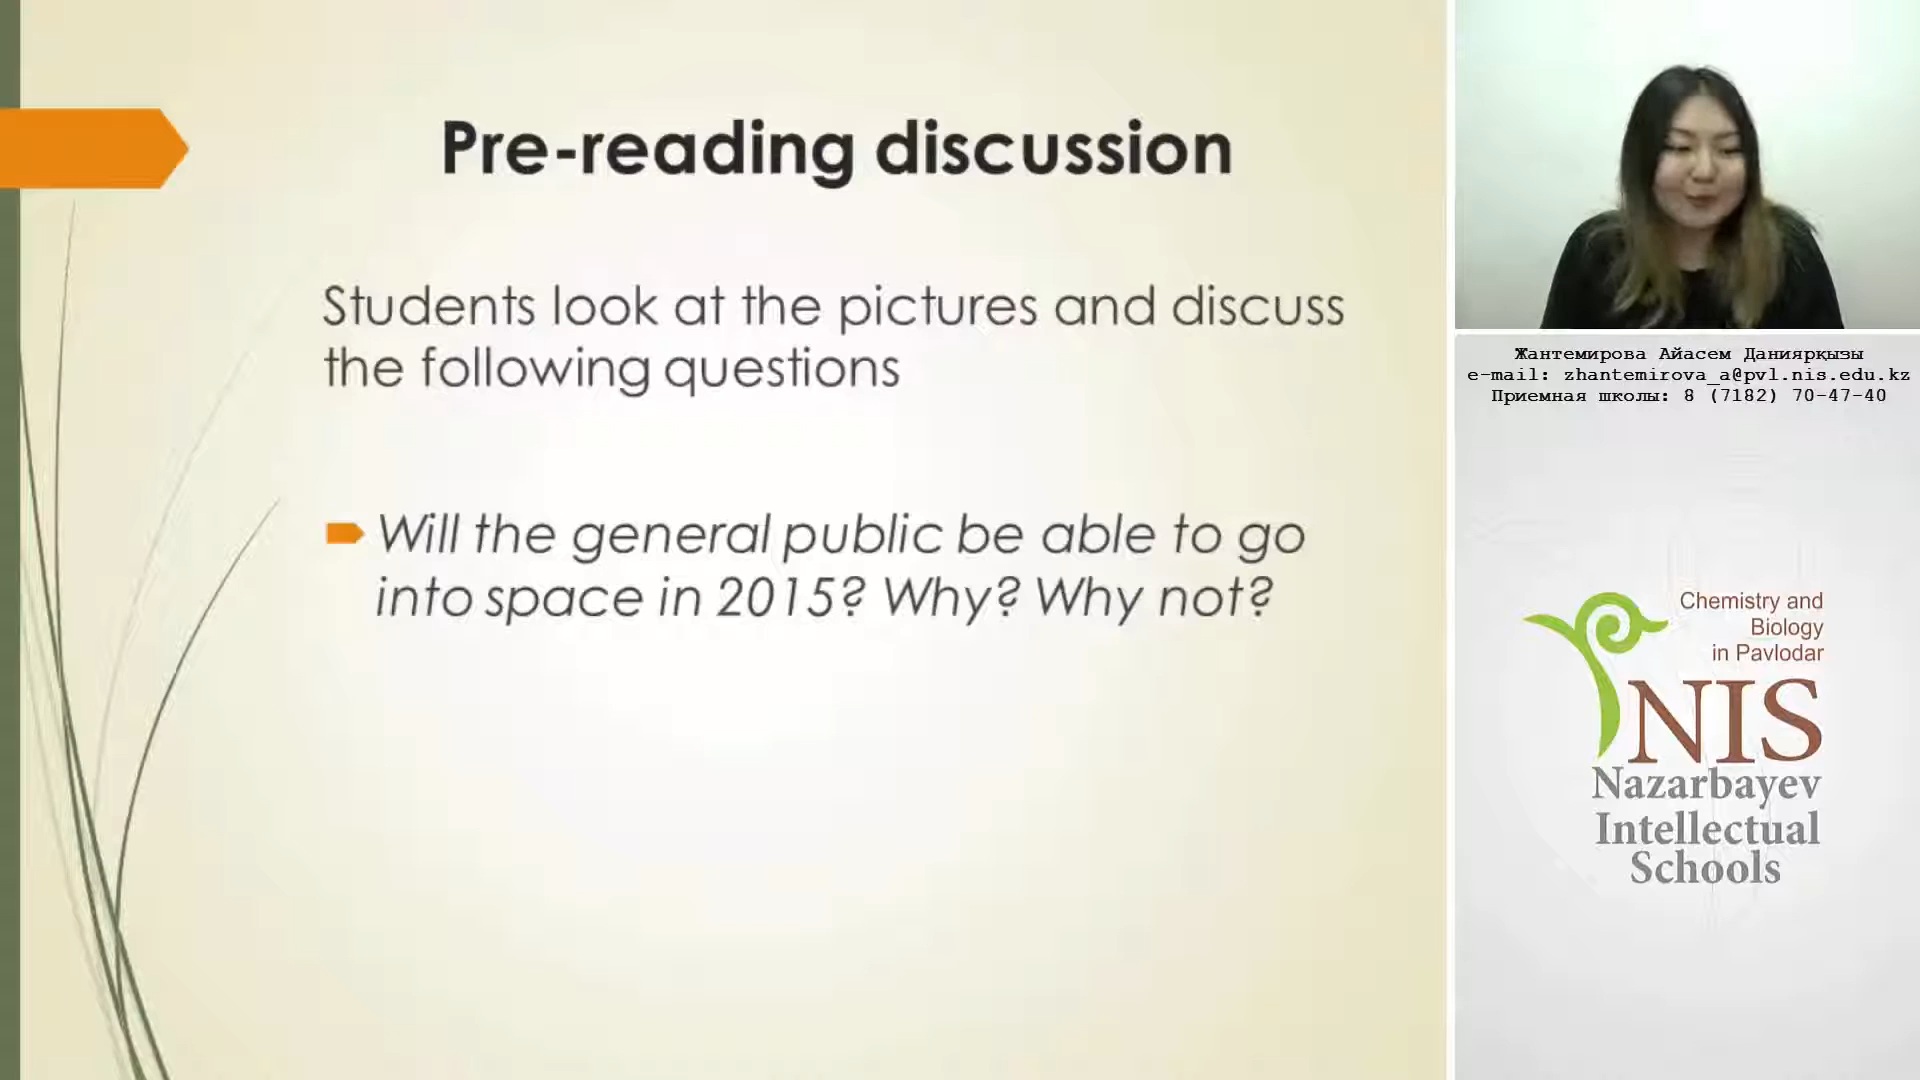 Pre-reading discussion
Students look at the pictures and discuss
the following questions
Will the general public be able to go
into space in 2015? Why? Why not?
Жантемирова Айасем Даниярқызы
e-mail: zhantemirova_a@pvl.nis.edu.kz
Приемная школы: 8 (7182) 70-47-40
Chemistry and
Biology
in Pavlodar
NIS
Nazarbayev
Intellectual
Schools